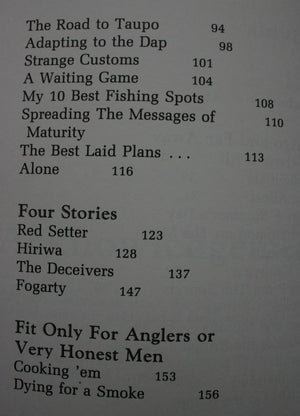 The Road to Taupo 94
Adapting to the Dap 98
Strange Customs 101
A Waiting Game 104
My 10 Best Fishing Spots 108
Spreading The Messages of 110
Maturity
The Best Laid Plans . . . 113
Alone 116
Four Stories
Red Setter 123
Hiriwa 128
The Deceivers 137
Fogarty 147
Fit Only For Anglers or
Very Honest Men
Cooking 'em 153
Dying for a Smoke 156